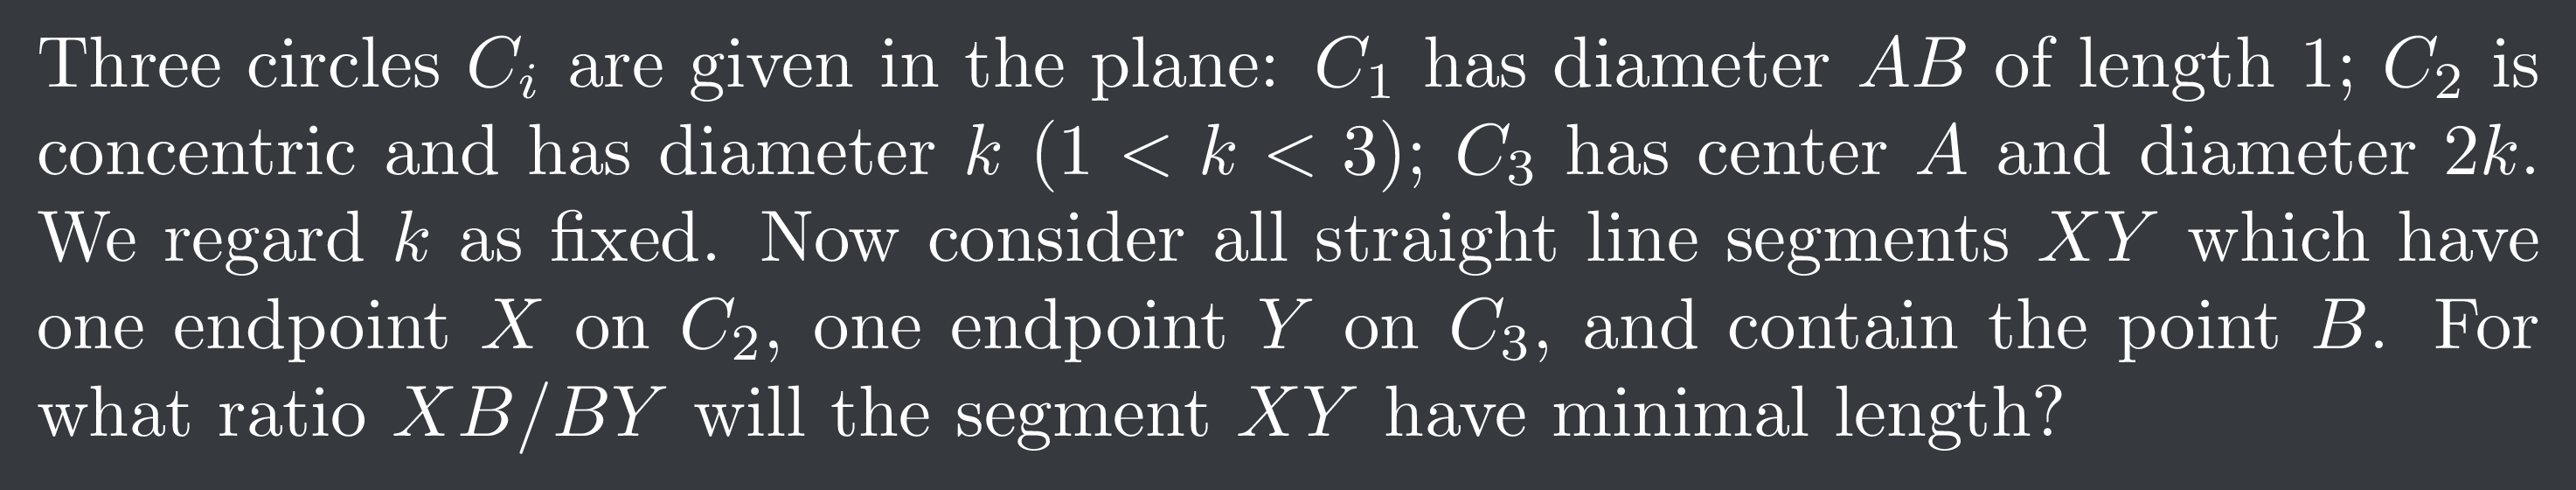 Three circles $C_i$ are given in the plane: $C_1$ has diameter $AB$ of length 1; $C_2$ is
concentric and has diameter $k$ $(1 < k < 3)$; $C_3$ has center $A$ and diameter $2k$.
We regard $k$ as fixed. Now consider all straight line segments $XY$ which have
one endpoint $X$ on $C_2$, one endpoint $Y$ on $C_3$, and contain the point $B$. For
what ratio $XB/BY$ will the segment $XY$ have minimal length?